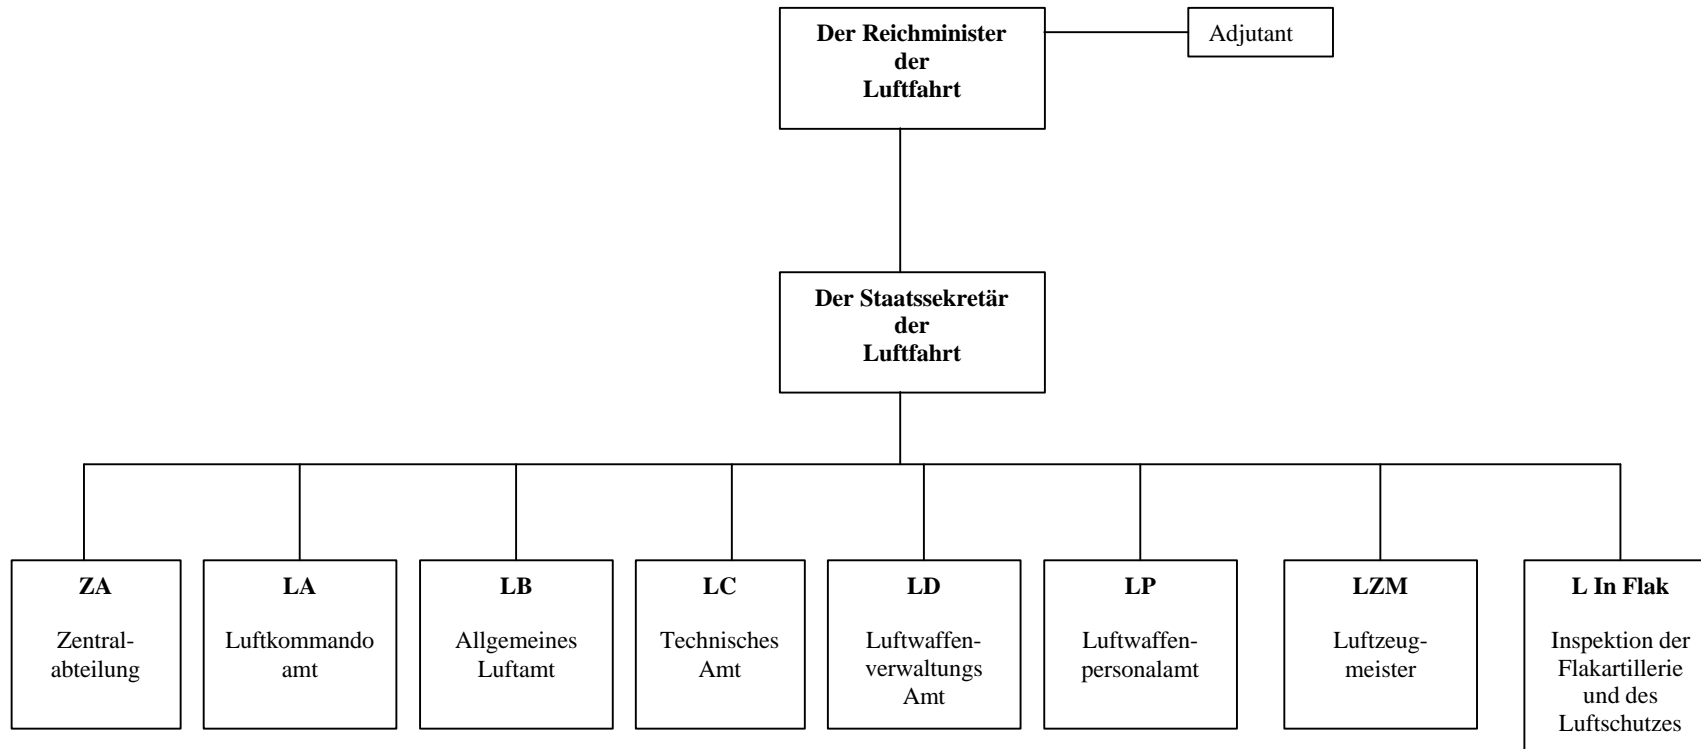 Der Reichminister
der
Luftfahrt
Adjutant
Der Staatssekretär
der
Luftfahrt
ZA
Zentral-
abteilung
LA
Luftkommando
amt
LB
Allgemeines
Luftamt
LC
Technisches
Amt
LD
Luftwaffen-
verwaltungs
Amt
LP
Luftwaffen-
personalamt
LZM
Luftzeug-
meister
L In Flak
Inspektion der
Flakartillerie
und des
Luftschutzes